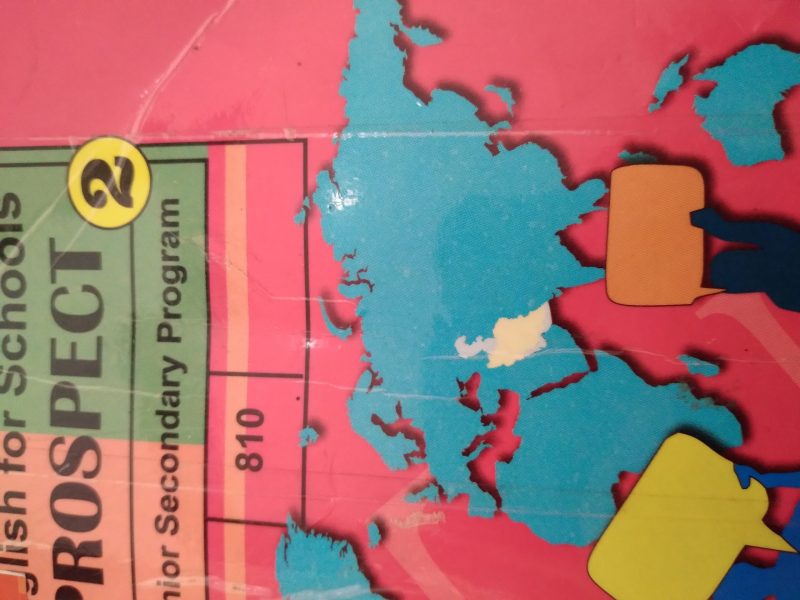 glish for Schools
PROSPECT 2
nior Secondary Program
810